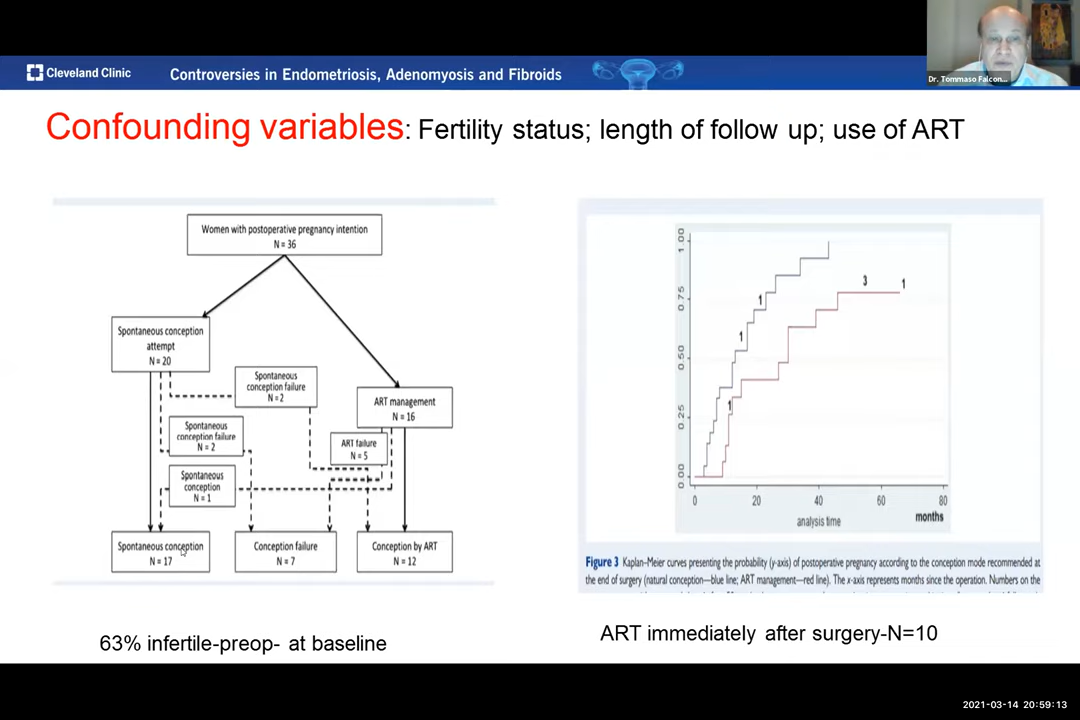 Dr. Tommaso Falcon...
Cleveland Clinic
Controversies in Endometriosis, Adenomyosis and Fibroids
Confounding variables: Fertility status; length of follow up; use of ART
Women with postoperative pregnancy intention
N = 36
Spontaneous conception
attempt
N = 20
Spontaneous
conception failure
N = 2
ART management
N = 16
Spontaneous
conception failure
N = 2
ART failure
N = 5
Spontaneous
conception
N = 1
Spontaneous conception
N = 17
Conception failure
N = 7
Conception by ART
N = 12
63% infertile-preop- at baseline
1.00
0.75
0.50
0.25
0.00
1
1
1
3
1
0 20 40 60 80
analysis time
months
Figure 3 Kaplan-Meier curves presenting the probability (y-axis) of postoperative pregnancy according to the conception mode recommended at
the end of surgery (natural conception—blue line; ART management—red line). The x-axis represents months since the operation. Numbers on the
ART immediately after surgery-N=10
2021-03-14 20:59:13